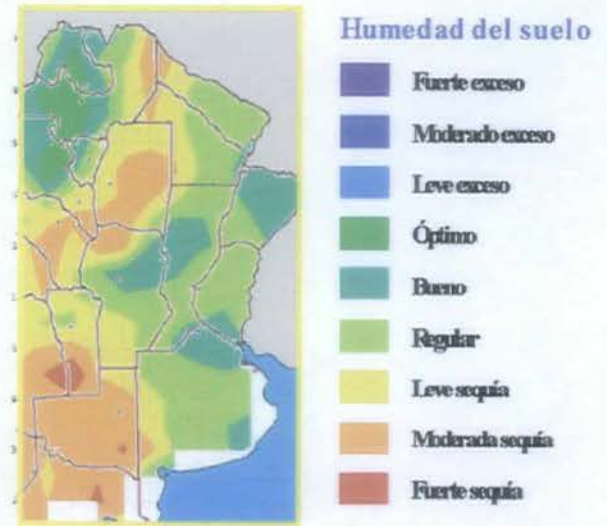 Humedad del suelo
Fuerte exceso
Moderado exceso
Leve exceso
Óptimo
Bueno
Regular
Leve sequía
Moderada sequía
Fuerte sequía